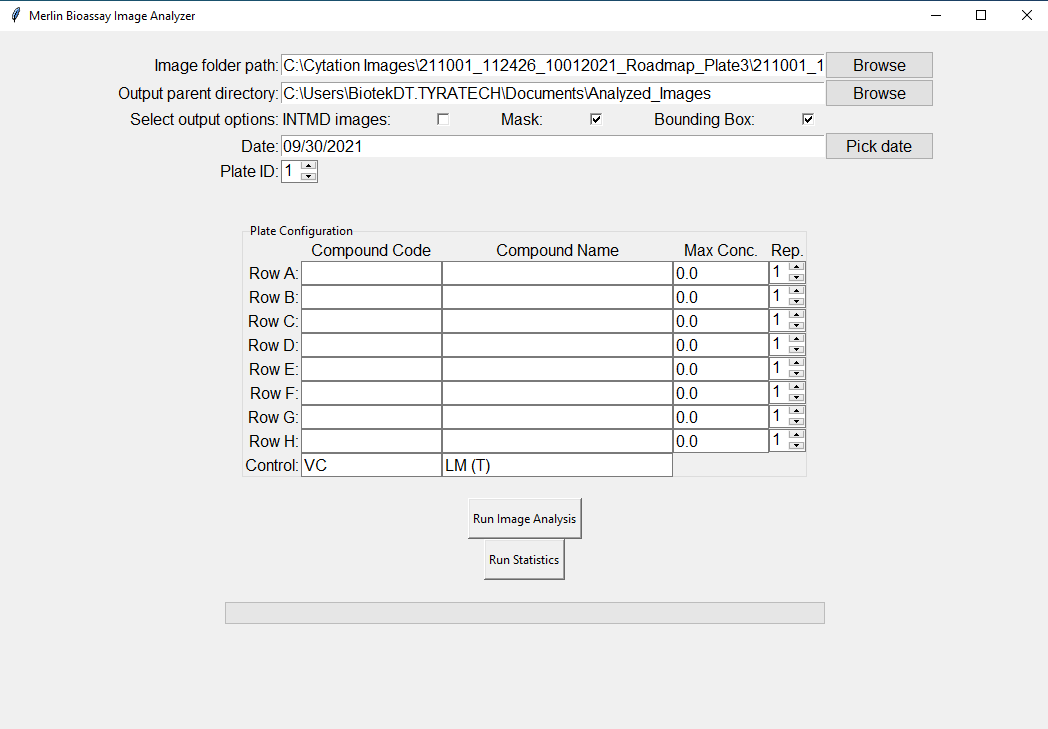 Merlin Bioassay Image Analyzer
Image folder path: C:\Cytation Images\211001_112426_10012021_Roadmap_Plate3\211001_1 Browse
Output parent directory: C:\Users\BiotekDT.TYRATECH\Documents\Analyzed_Images Browse
Select output options: INTMD images: Mask: Bounding Box:
Date: 09/30/2021 Pick date
Plate ID: 1
Plate Configuration
Compound Code Compound Name Max Conc. Rep.
Row A: 0.0 1
Row B: 0.0 1
Row C: 0.0 1
Row D: 0.0 1
Row E: 0.0 1
Row F: 0.0 1
Row G: 0.0 1
Row H: 0.0 1
Control: VC LM (T)
Run Image Analysis
Run Statistics